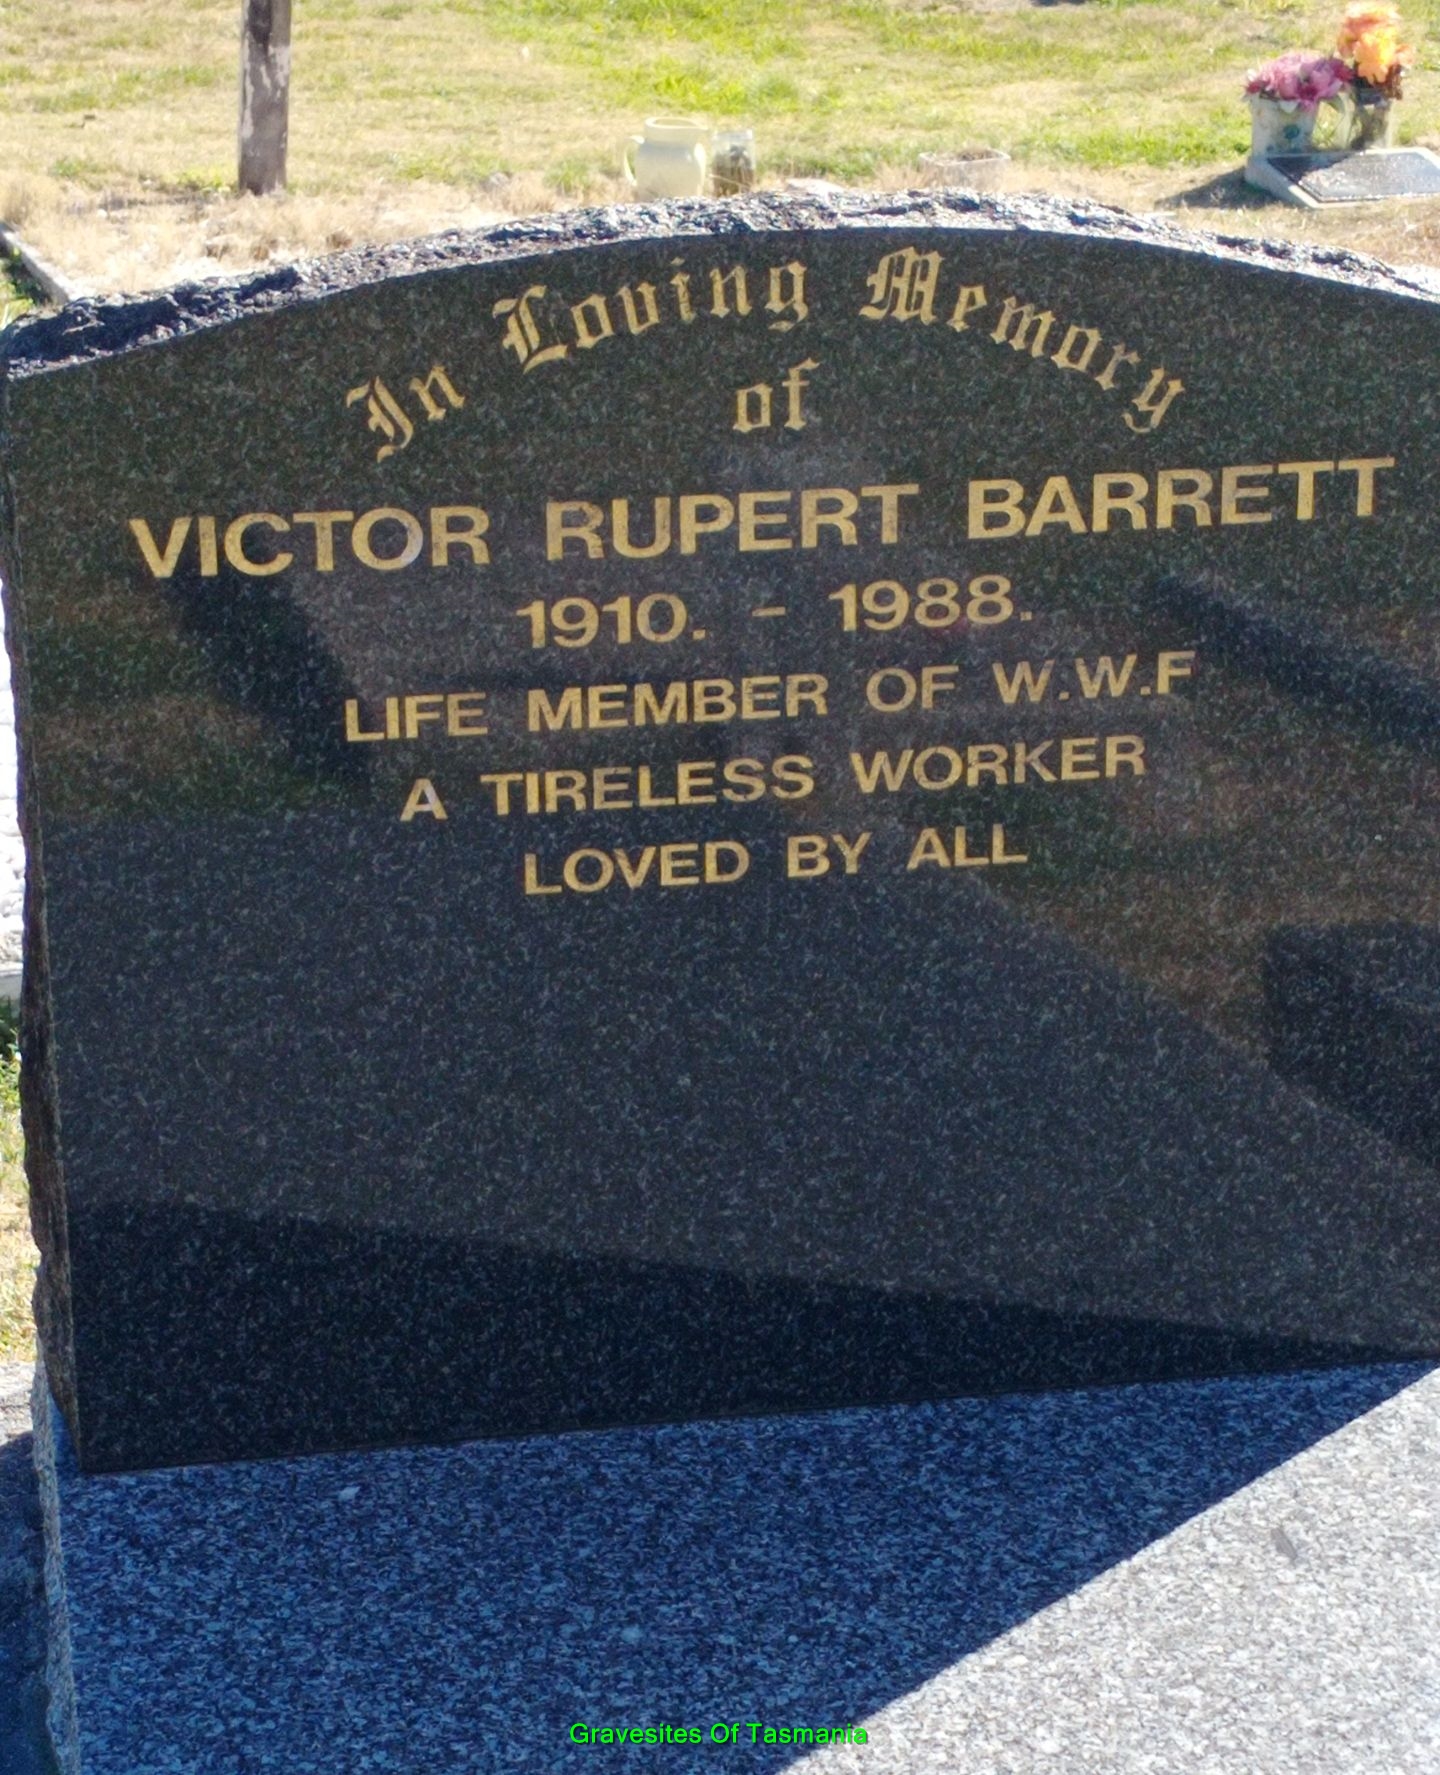 In Loving Memory
of
VICTOR RUPERT BARRETT
1910. - 1988.
LIFE MEMBER OF W.W.F
A TIRELESS WORKER
LOVED BY ALL
Gravesites Of Tasmania